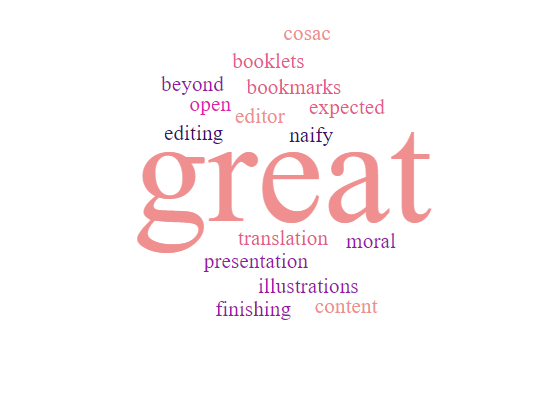 cosac
booklets
beyond bookmarks
open editor expected
editing naify
great
translation moral
presentation
illustrations
finishing content